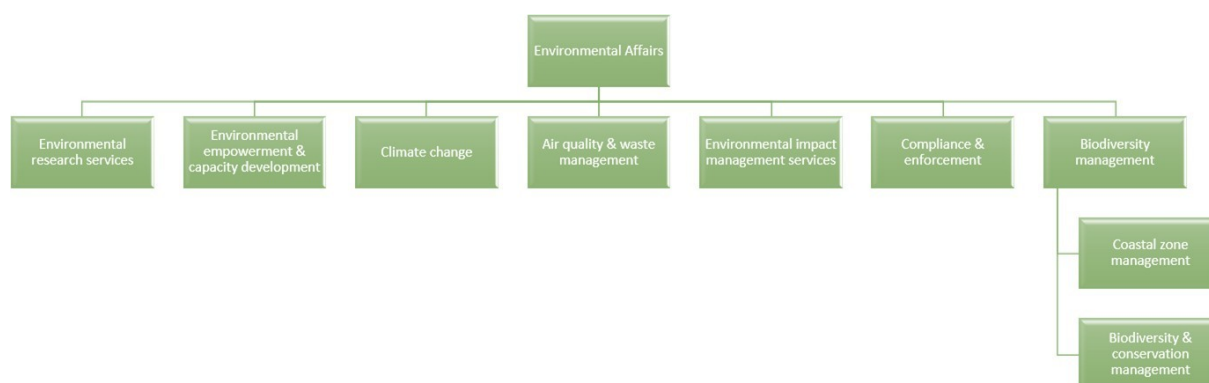 Environmental Affairs
Environmental
research services
Environmental
empowerment &
capacity development
Climate change
Air quality & waste
management
Environmental impact
management services
Compliance &
enforcement
Biodiversity
management
Coastal zone
management
Biodiversity &
conservation
management